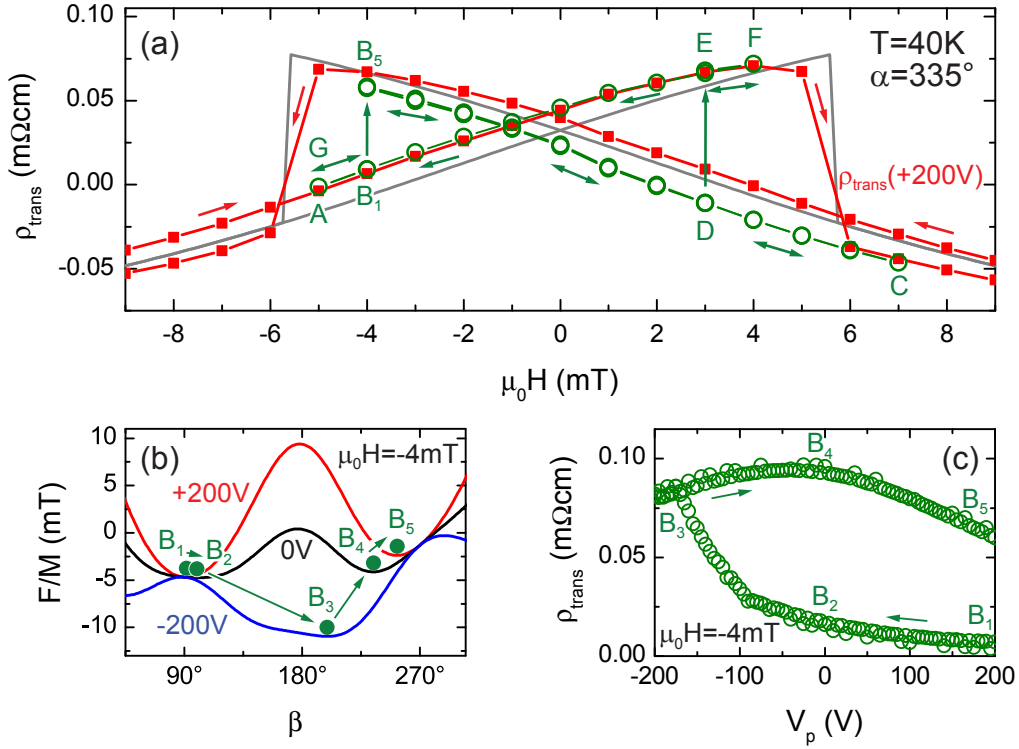 (a)
T=40K
α=335°
0.10
0.05
0.00
-0.05
ρtrans (mΩcm)
B5
E
F
G
A
B1
D
C
ρtrans(+200V)
-8
-6
-4
-2
0
2
4
6
8
μ0H (mT)
(b)
μ0H=-4mT
10
5
0
-5
-10
F/M (mT)
+200V
0V
-200V
B1
B2
B3
B4
B5
90°
180°
270°
β
(c)
0.10
0.05
0.00
ρtrans (mΩcm)
B4
B5
B3
B2
B1
μ0H=-4mT
-200
-100
0
100
200
Vp (V)